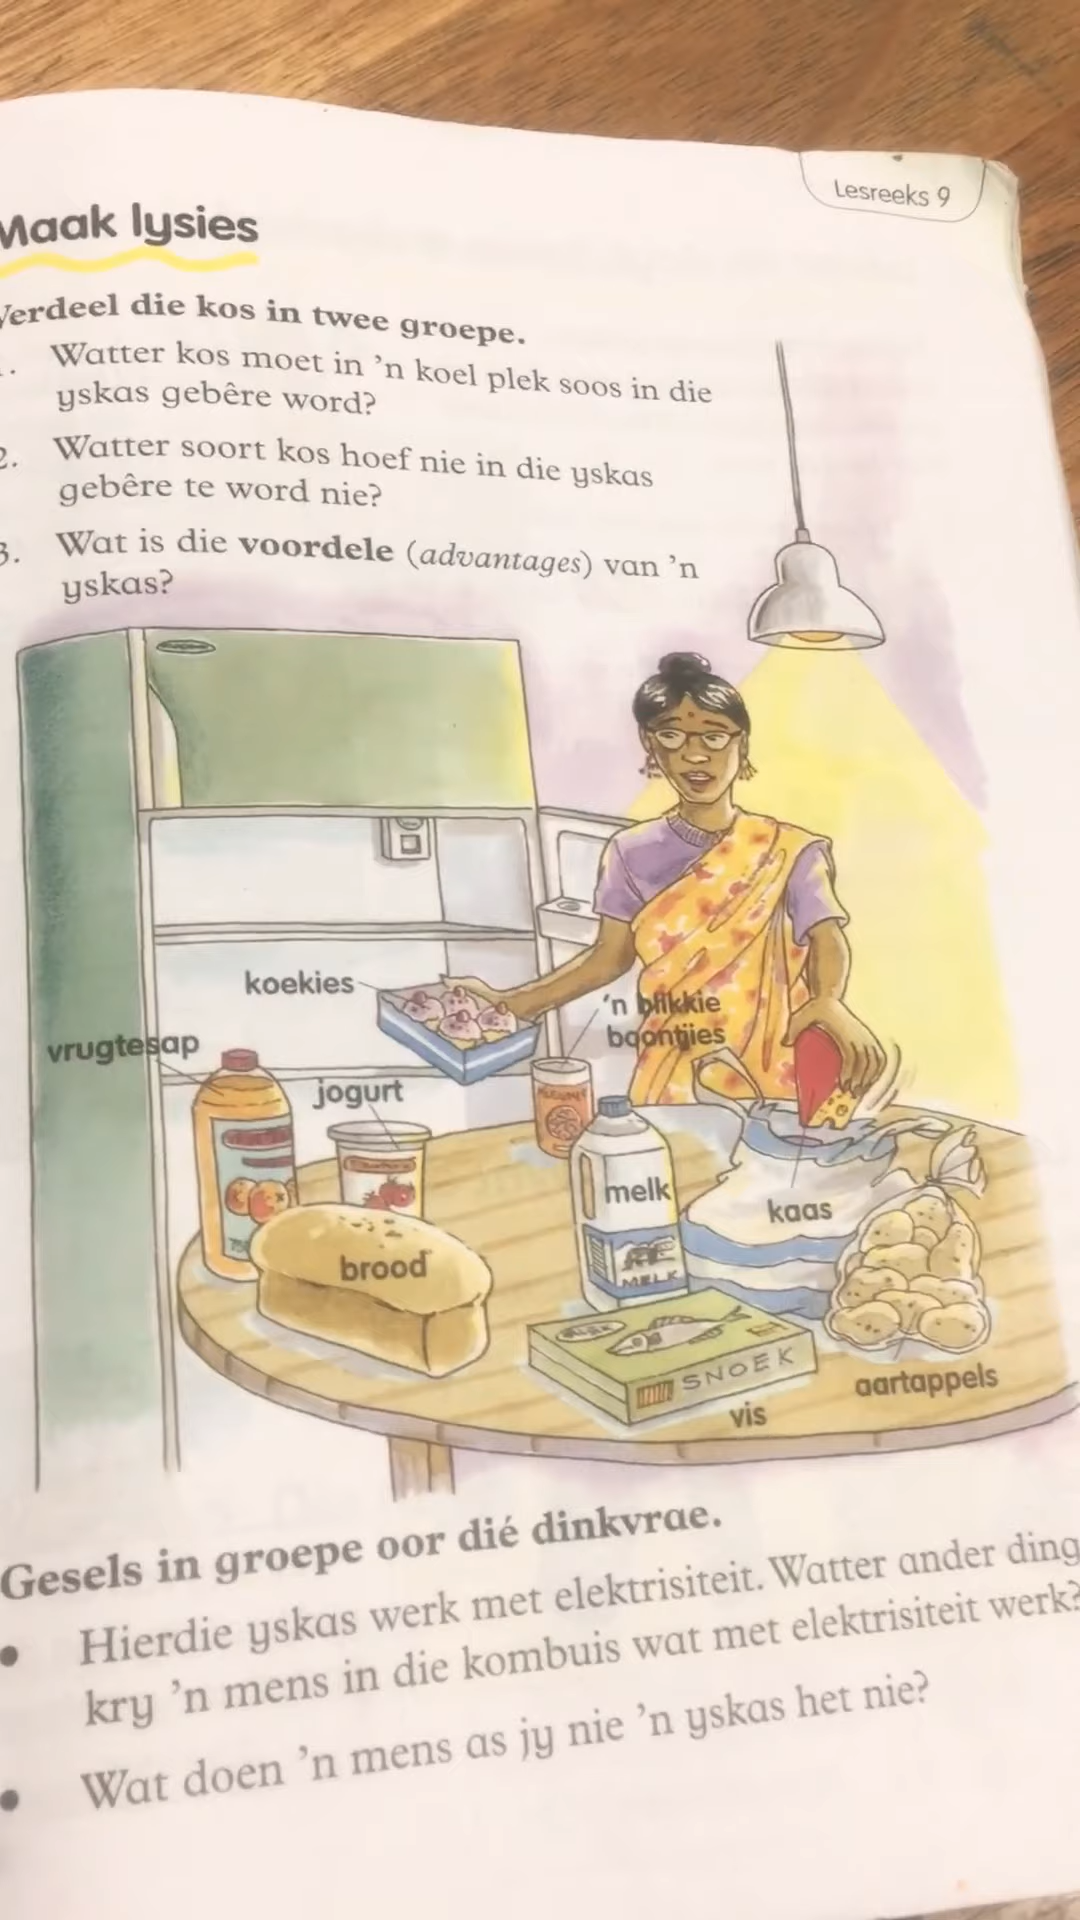 Lesreeks 9
Maak lysies
Verdeel die kos in twee groepe.
Watter kos moet in 'n koel plek soos in die
yskas gebêre word?
2. Watter soort kos hoef nie in die yskas
gebêre te word nie?
3. Wat is die voordele (advantages) van 'n
yskas?
koekies
'n blikkie
boontjies
vrugtesap
jogurt
melk
kaas
brood
MELK
SNOEK
aartappels
vis
Gesels in groepe oor dié dinkvrae.
• Hierdie yskas werk met elektrisiteit. Watter ander ding
kry 'n mens in die kombuis wat met elektrisiteit werk?
• Wat doen 'n mens as jy nie 'n yskas het nie?